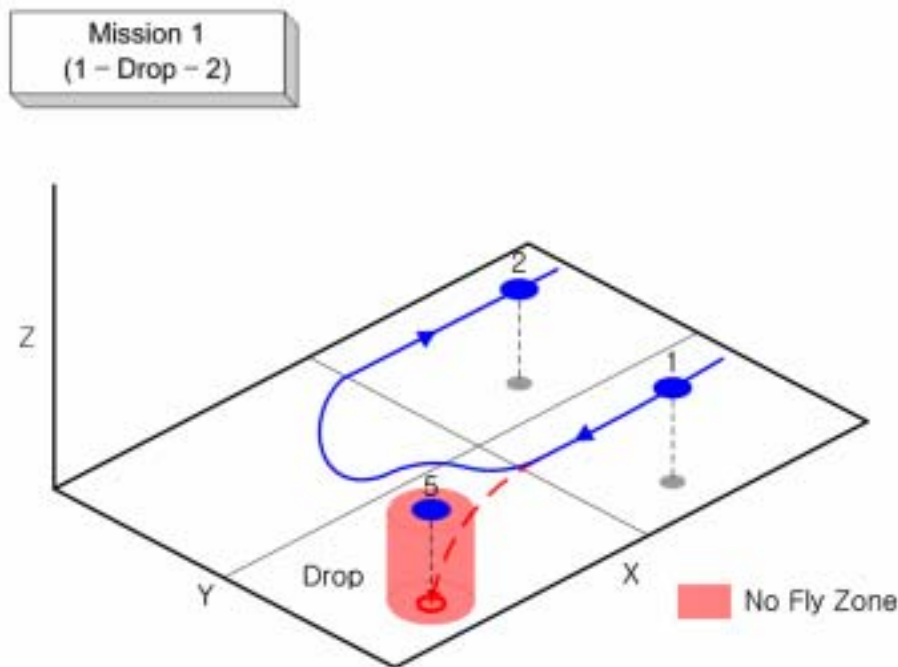 Mission 1
(1 - Drop - 2)
2
Z
1
5
Drop
X
Y
No Fly Zone